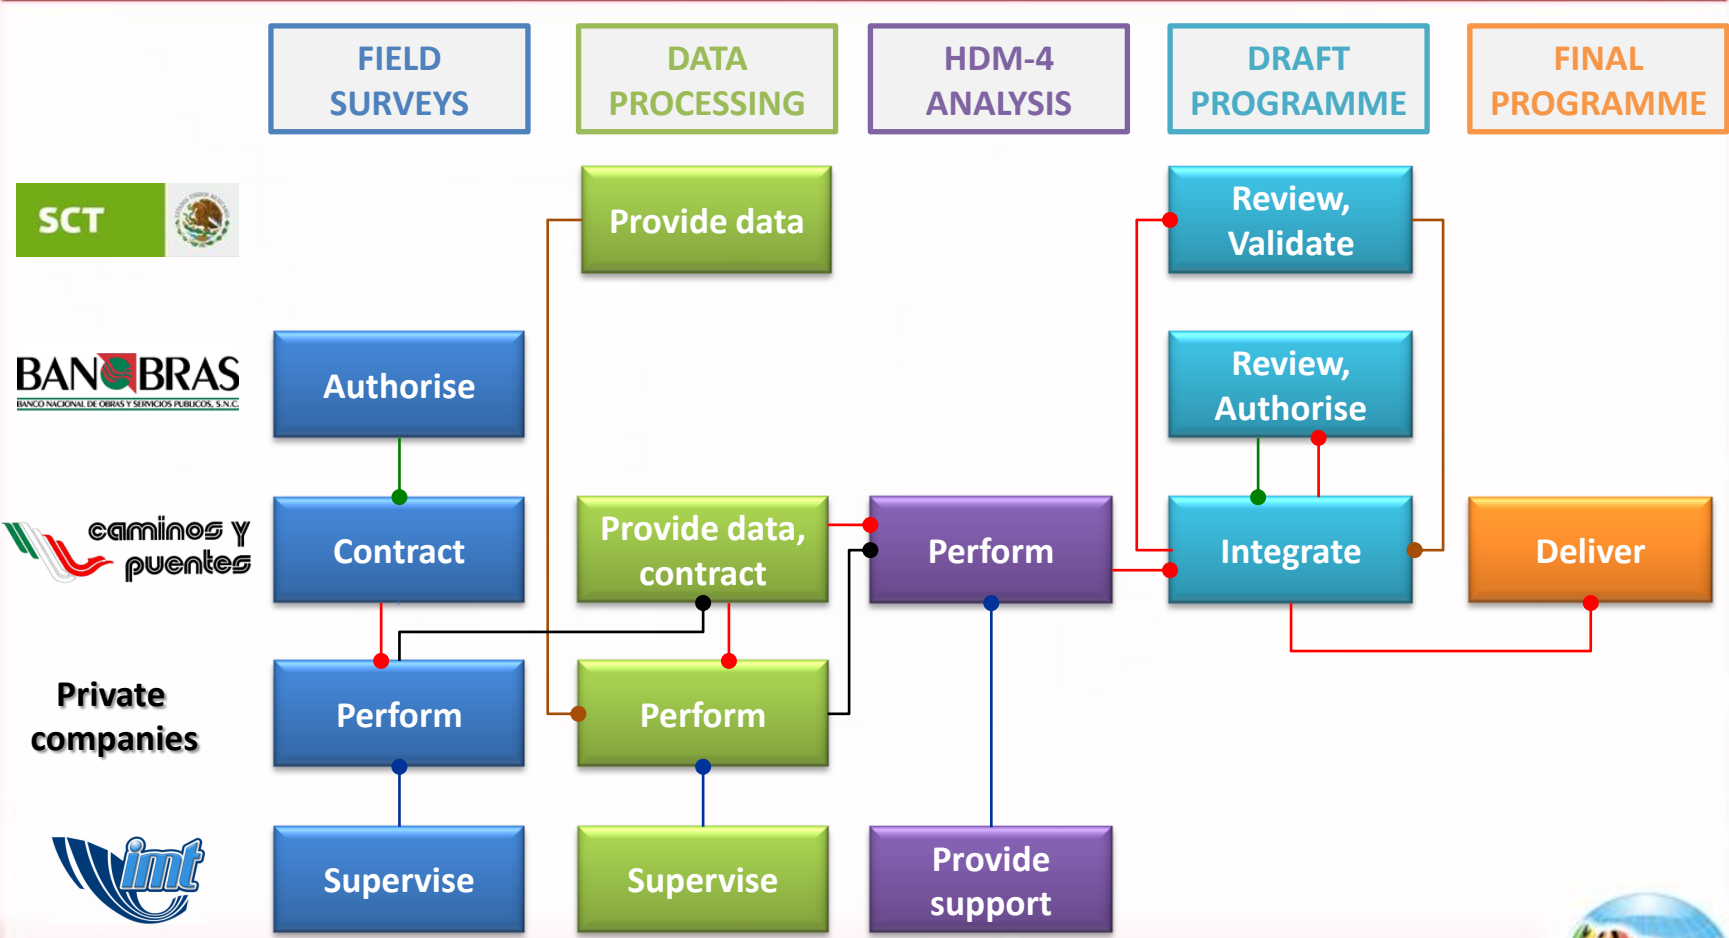 FIELD
SURVEYS
DATA
PROCESSING
HDM-4
ANALYSIS
DRAFT
PROGRAMME
FINAL
PROGRAMME
SCT
Provide data
Review,
Validate
BANOBRAS
BANCO NACIONAL DE OBRAS Y SERVICIOS PUBLICOS, S.N.C.
Authorise
Review,
Authorise
caminos y
puentes
Contract
Provide data,
contract
Perform
Integrate
Deliver
Private
companies
Perform
Perform
imt
Supervise
Supervise
Provide
support